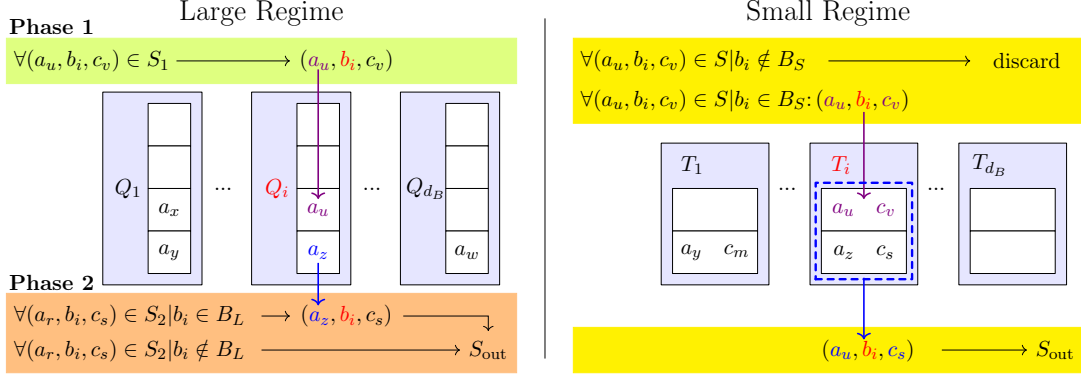 Large Regime
Phase 1
∀(a_u, b_i, c_v) ∈ S_1 ⟶ (a_u, b_i, c_v)
Q_1 ... Q_i ... Q_{d_B}
a_x a_u
a_y a_z a_w
Phase 2
∀(a_r, b_i, c_s) ∈ S_2|b_i ∈ B_L ⟶ (a_z, b_i, c_s)
∀(a_r, b_i, c_s) ∈ S_2|b_i ∉ B_L ⟶ S_out
Small Regime
∀(a_u, b_i, c_v) ∈ S|b_i ∉ B_S ⟶ discard
∀(a_u, b_i, c_v) ∈ S|b_i ∈ B_S: (a_u, b_i, c_v)
T_1 ... T_i ... T_{d_B}
a_u c_v
a_y c_m a_z c_s
(a_u, b_i, c_s) ⟶ S_out